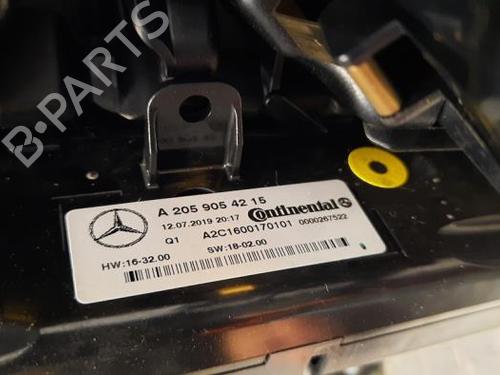 B-PARTS
A 205 905 42 15
12.07.2019 20:17 Continental
Q1 A2C1600170101 0000267522
HW:16-32.00 SW:18-02.00